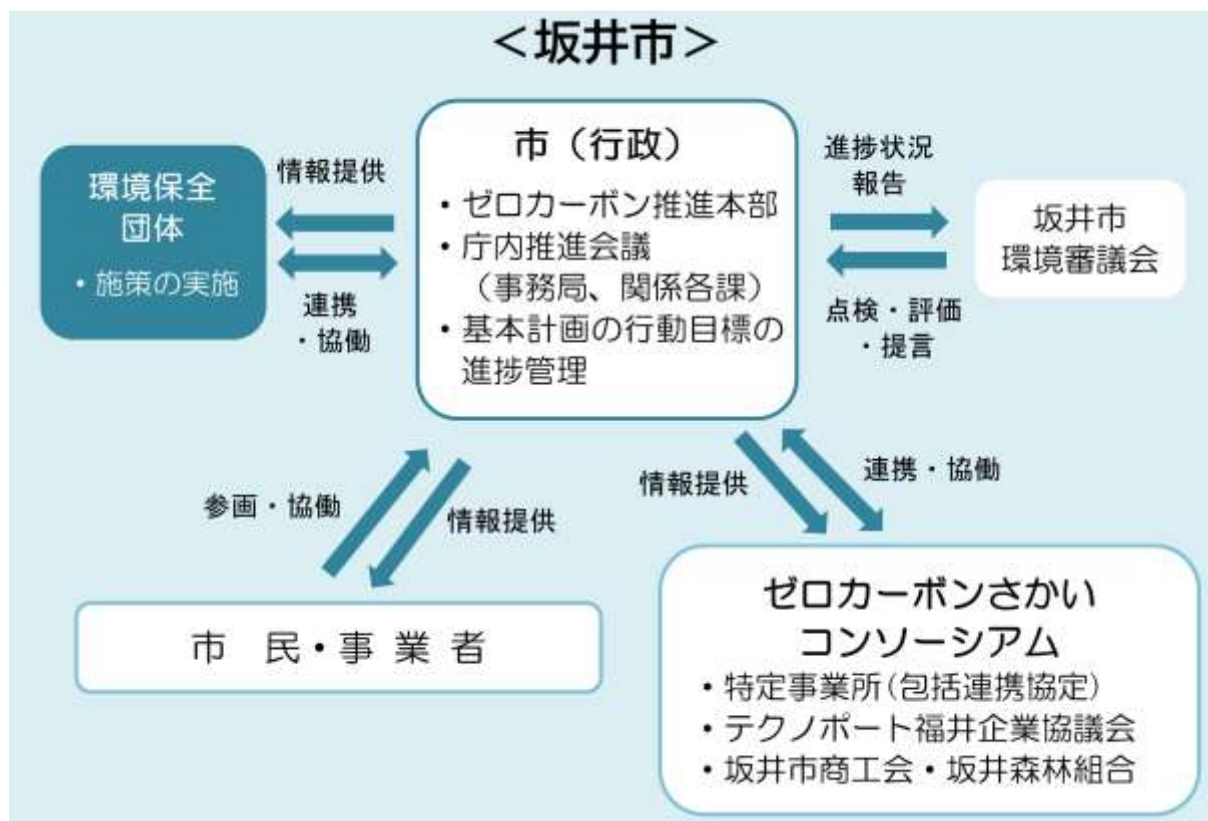 ＜坂井市＞
市（行政）
・ゼロカーボン推進本部
・庁内推進会議
（事務局、関係各課）
・基本計画の行動目標の
進捗管理
環境保全
団体
・施策の実施
情報提供
連携
・協働
進捗状況
報告
点検・評価
・提言
坂井市
環境審議会
参画・協働
情報提供
情報提供
連携・協働
市　民・事 業 者
ゼロカーボンさかい
コンソーシアム
・特定事業所(包括連携協定)
・テクノポート福井企業協議会
・坂井市商工会・坂井森林組合